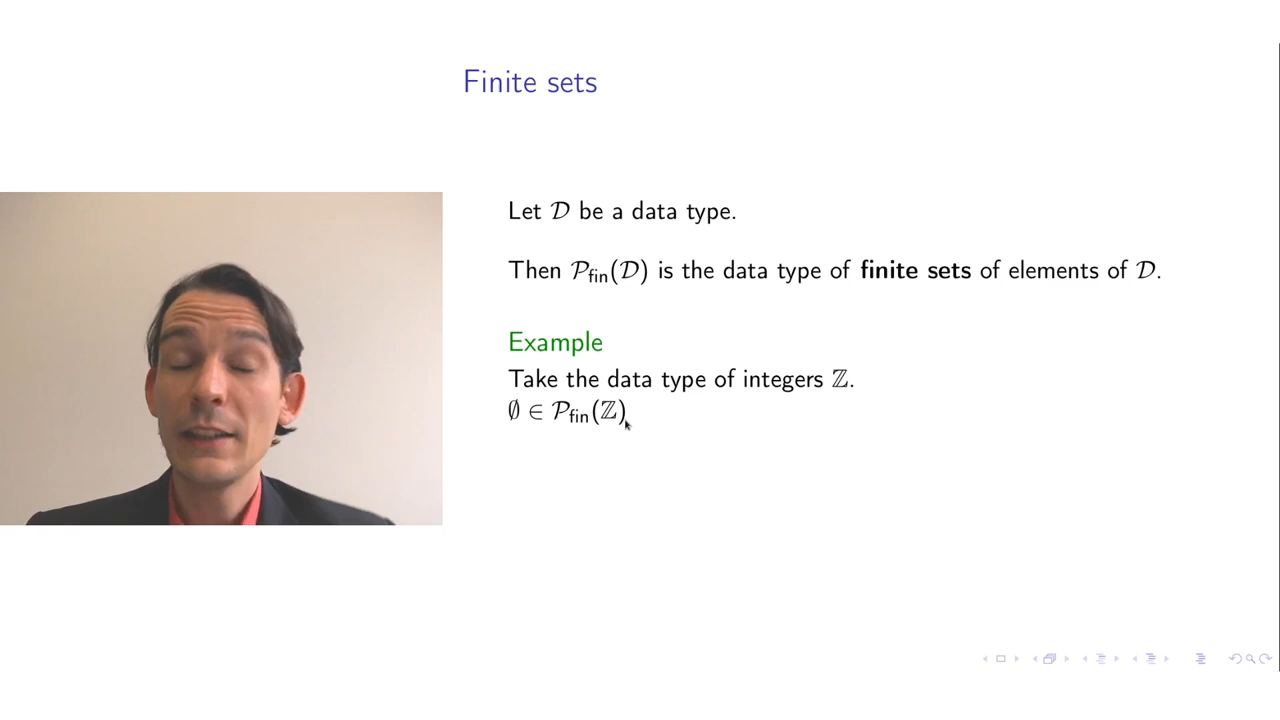 Finite sets
Let 𝒟 be a data type.
Then 𝒫fin(𝒟) is the data type of finite sets of elements of 𝒟.
Example
Take the data type of integers ℤ.
∅ ∈ 𝒫fin(ℤ)